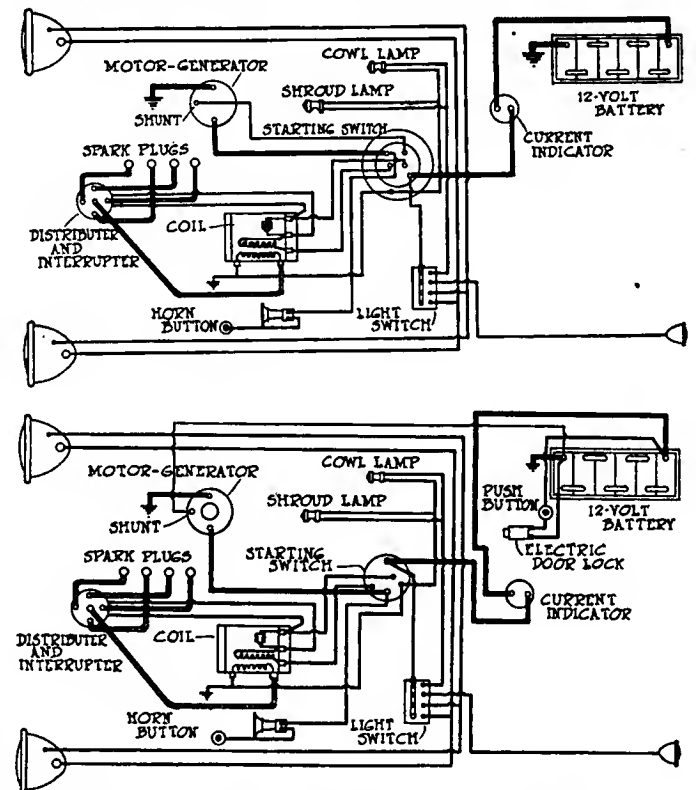 COWL LAMP
MOTOR-GENERATOR
SHROUD LAMP
12-VOLT
BATTERY
SHUNT
STARTING SWITCH
CURRENT
INDICATOR
SPARK PLUGS
COIL
DISTRIBUTER
AND
INTERRUPTER
HORN
BUTTON
LIGHT
SWITCH
COWL LAMP
MOTOR-GENERATOR
SHROUD LAMP
PUSH
BUTTON
12-VOLT
BATTERY
SHUNT
ELECTRIC
DOOR LOCK
SPARK PLUGS
STARTING
SWITCH
CURRENT
INDICATOR
COIL
DISTRIBUTER
AND
INTERRUPTER
HORN
BUTTON
LIGHT
SWITCH